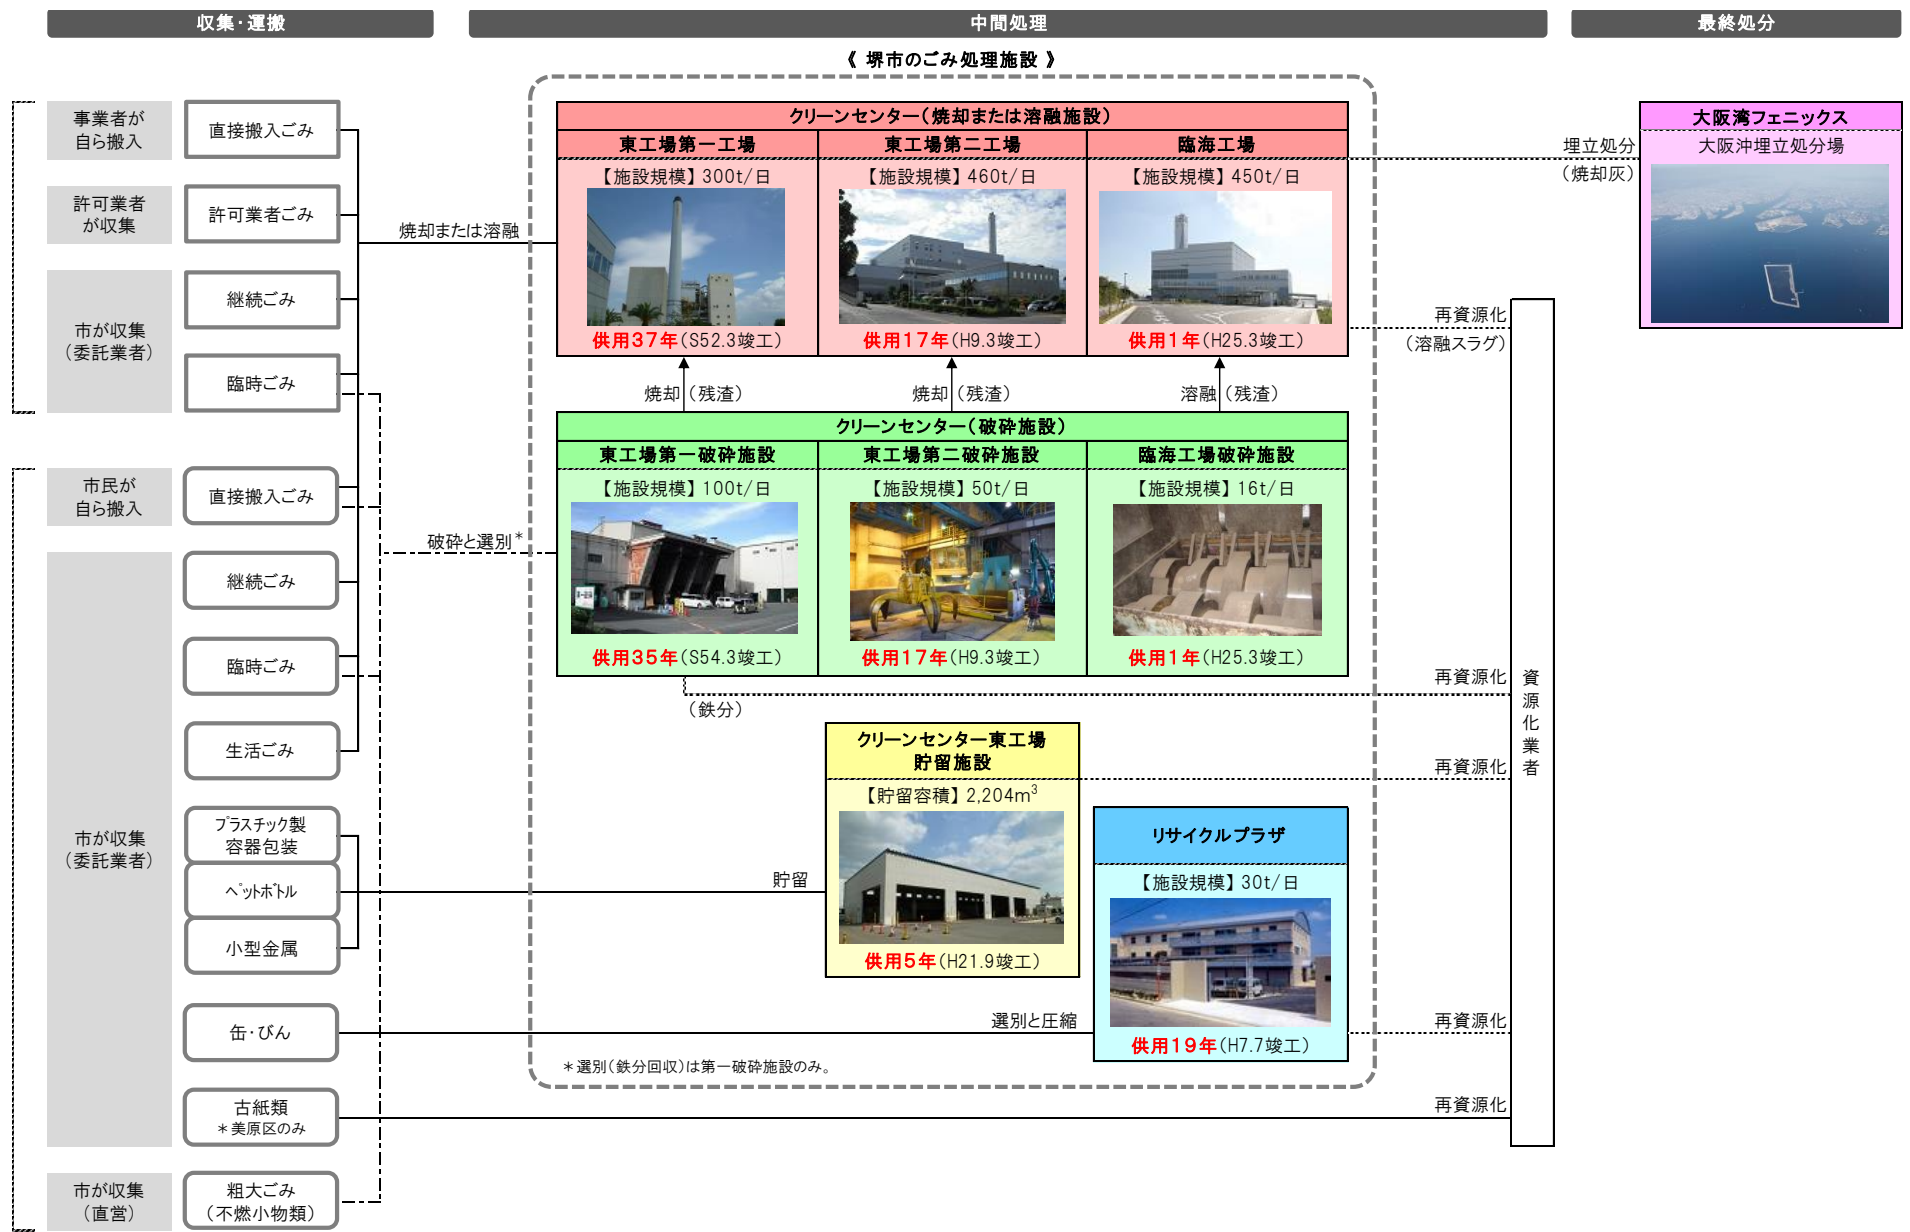 収集・運搬
中間処理
最終処分
《 堺市のごみ処理施設 》
事業者が
自ら搬入
直接搬入ごみ
許可業者
が収集
許可業者ごみ
市が収集
（委託業者）
継続ごみ
臨時ごみ
市民が
自ら搬入
直接搬入ごみ
市が収集
（委託業者）
継続ごみ
臨時ごみ
生活ごみ
プラスチック製
容器包装
ペットボトル
小型金属
缶・びん
古紙類
＊美原区のみ
市が収集
（直営）
粗大ごみ
（不燃小物類）
焼却または溶融
破砕と選別＊
貯留
選別と圧縮
クリーンセンター（焼却または溶融施設）
東工場第一工場
【施設規模】300t/日
供用37年(S52.3竣工)
東工場第二工場
【施設規模】460t/日
供用17年(H9.3竣工)
臨海工場
【施設規模】450t/日
供用1年(H25.3竣工)
焼却（残渣）
焼却（残渣）
溶融（残渣）
クリーンセンター（破砕施設）
東工場第一破砕施設
【施設規模】100t/日
供用35年(S54.3竣工)
東工場第二破砕施設
【施設規模】50t/日
供用17年(H9.3竣工)
臨海工場破砕施設
【施設規模】16t/日
供用1年(H25.3竣工)
（鉄分）
クリーンセンター東工場
貯留施設
【貯留容積】2,204m³
供用5年(H21.9竣工)
リサイクルプラザ
【施設規模】30t/日
供用19年(H7.7竣工)
＊選別(鉄分回収)は第一破砕施設のみ。
埋立処分
（焼却灰）
再資源化
（溶融スラグ）
再資源化
再資源化
再資源化
再資源化
資源化業者
大阪湾フェニックス
大阪沖埋立処分場